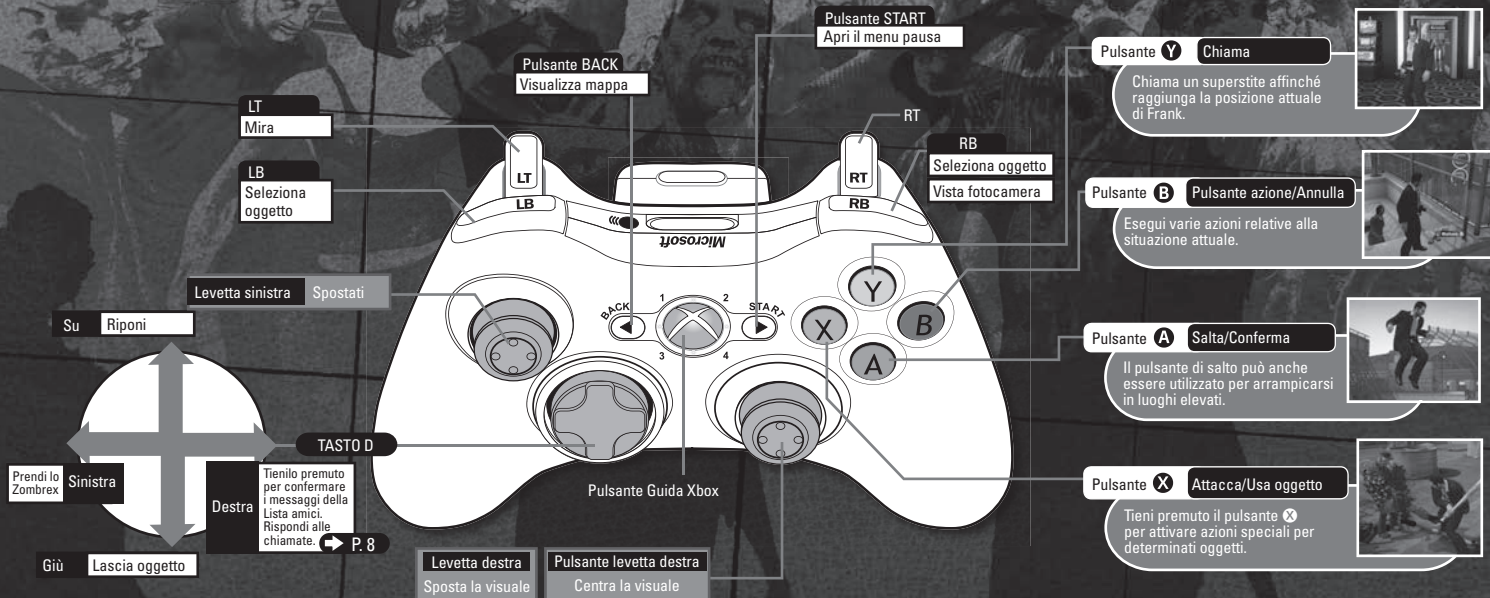 Pulsante START
Apri il menu pausa
Pulsante BACK
Visualizza mappa
LT
Mira
LB
Seleziona
oggetto
RT
RB
Seleziona oggetto
Vista fotocamera
LT
LB
RT
RB
Microsoft
BACK
START
1
2
3
4
Y
X
B
A
Levetta sinistra
Spostati
Su
Riponi
TASTO D
Prendi lo
Zombrex
Sinistra
Destra
Tienilo premuto
per confermare
i messaggi della
Lista amici.
Rispondi alle
chiamate.
P. 8
Giù
Lascia oggetto
Pulsante Guida Xbox
Levetta destra
Sposta la visuale
Pulsante levetta destra
Centra la visuale
Pulsante Y
Chiama
Chiama un superstite affinché
raggiunga la posizione attuale
di Frank.
Pulsante B
Pulsante azione/Annulla
Esegui varie azioni relative alla
situazione attuale.
Pulsante A
Salta/Conferma
Il pulsante di salto può anche
essere utilizzato per arrampicarsi
in luoghi elevati.
Pulsante X
Attacca/Usa oggetto
Tieni premuto il pulsante X
per attivare azioni speciali per
determinati oggetti.